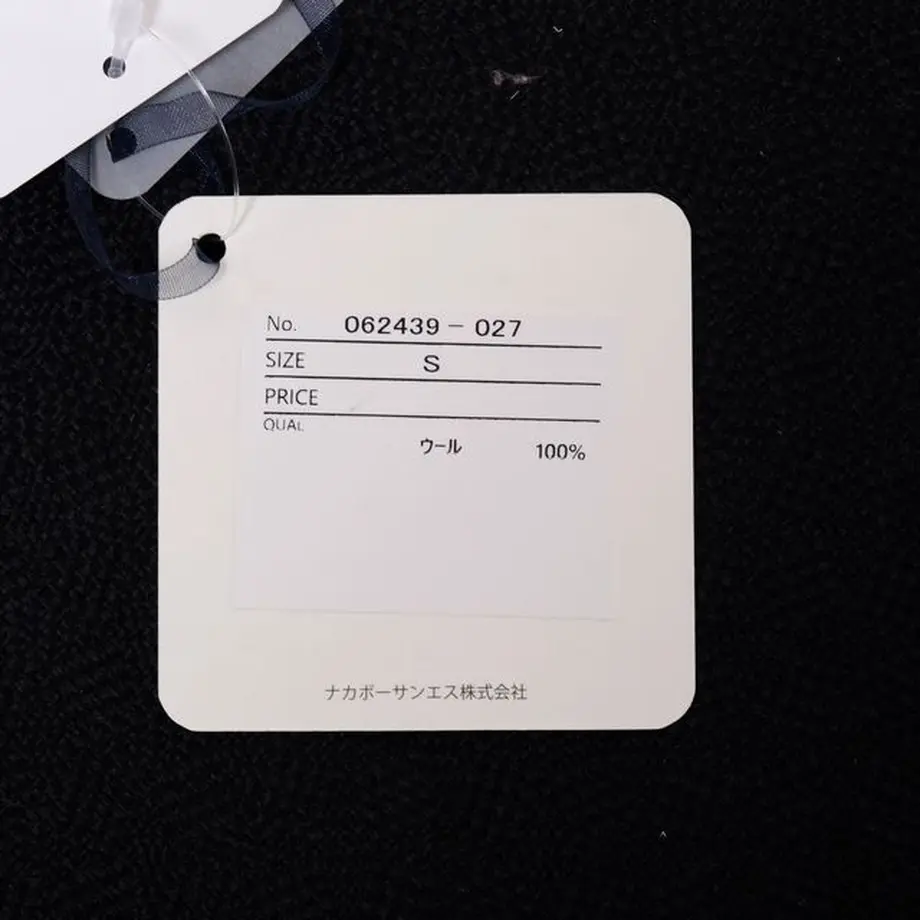 No. 062439-027
SIZE S
PRICE
QUAL
ウール 100%
ナカボーサンエス株式会社